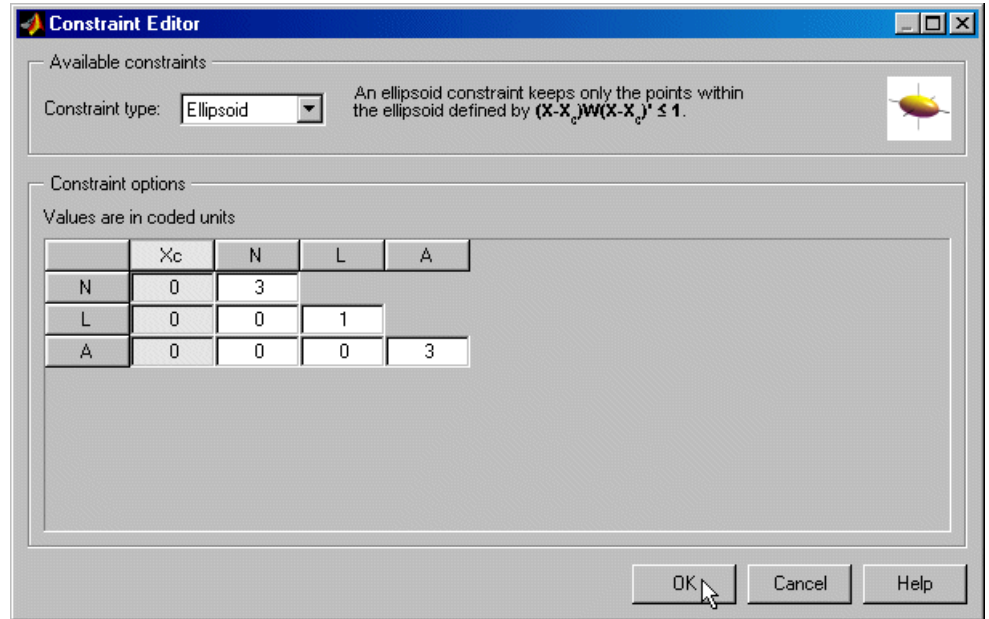 Constraint Editor
Available constraints
Constraint type: Ellipsoid
An ellipsoid constraint keeps only the points within
the ellipsoid defined by (X-Xc)W(X-Xc)' ≤ 1.
Constraint options
Values are in coded units
Xc N L A
N 0 3
L 0 0 1
A 0 0 0 3
OK Cancel Help